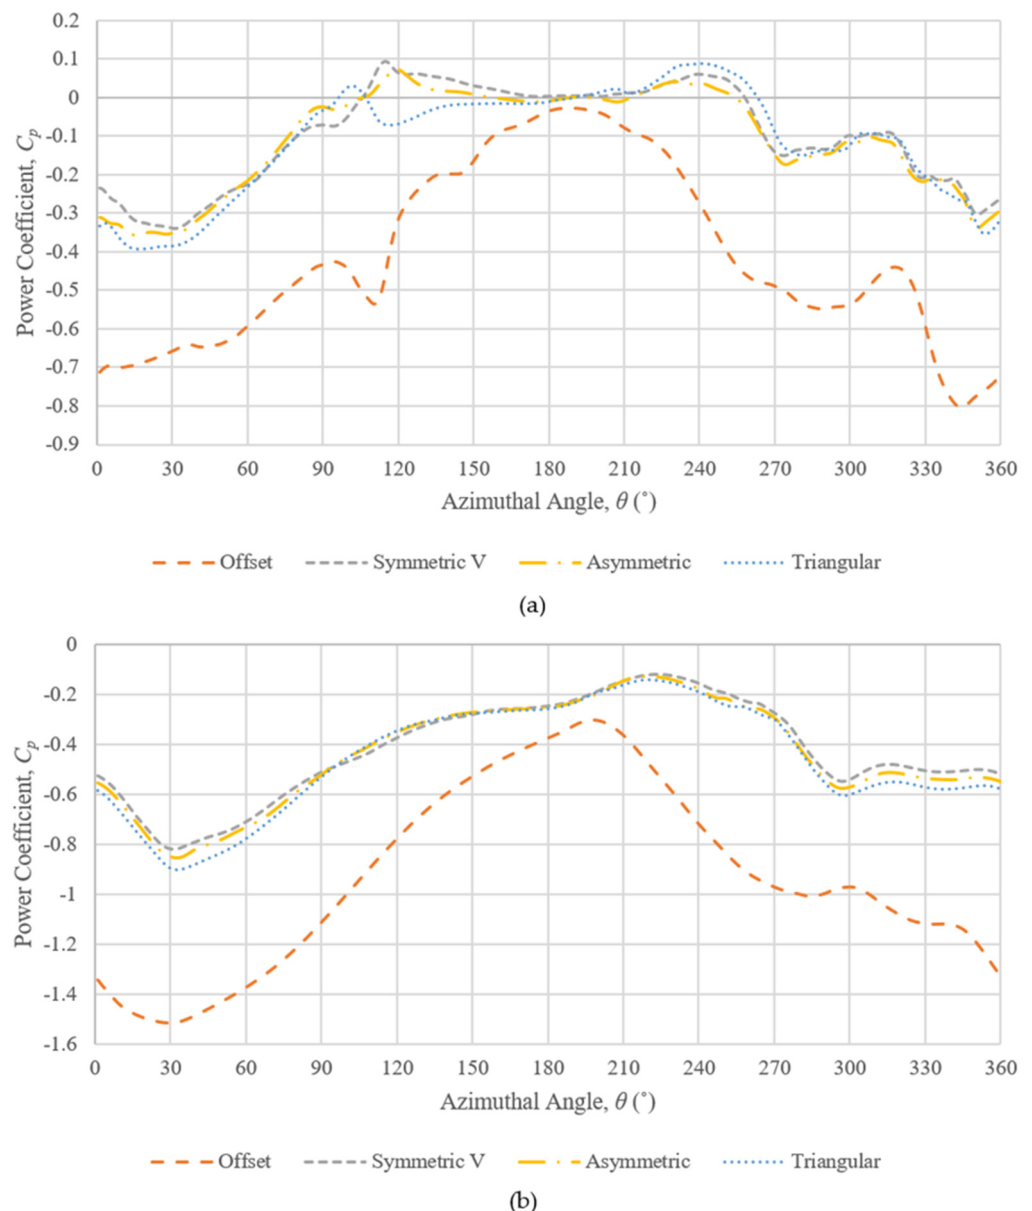 0.2
0.1
0
-0.1
-0.2
-0.3
-0.4
-0.5
-0.6
-0.7
-0.8
-0.9
Power Coefficient, Cp
0 30 60 90 120 150 180 210 240 270 300 330 360
Azimuthal Angle, θ (˚)
Offset Symmetric V Asymmetric Triangular
(a)
0
-0.2
-0.4
-0.6
-0.8
-1
-1.2
-1.4
-1.6
Power Coefficient, Cp
0 30 60 90 120 150 180 210 240 270 300 330 360
Azimuthal Angle, θ (˚)
Offset Symmetric V Asymmetric Triangular
(b)